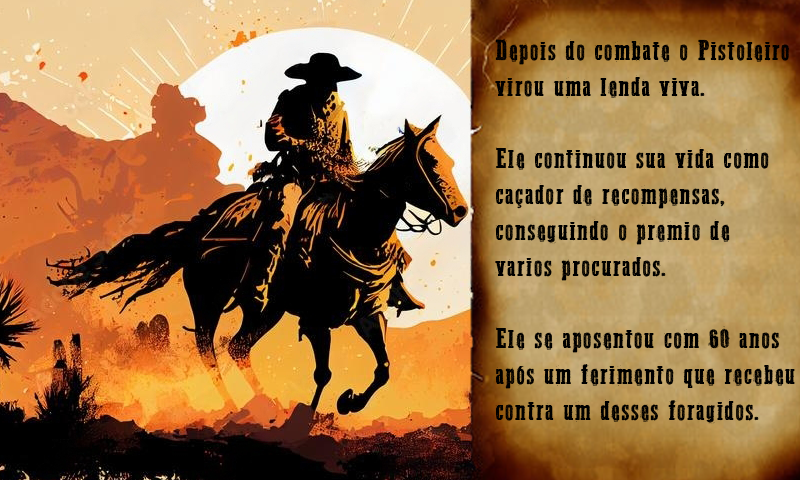 Depois do combate o Pistoleiro
virou uma lenda viva.
Ele continuou sua vida como
caçador de recompensas,
conseguindo o premio de
varios procurados.
Ele se aposentou com 60 anos
após um ferimento que recebeu
contra um desses foragidos.